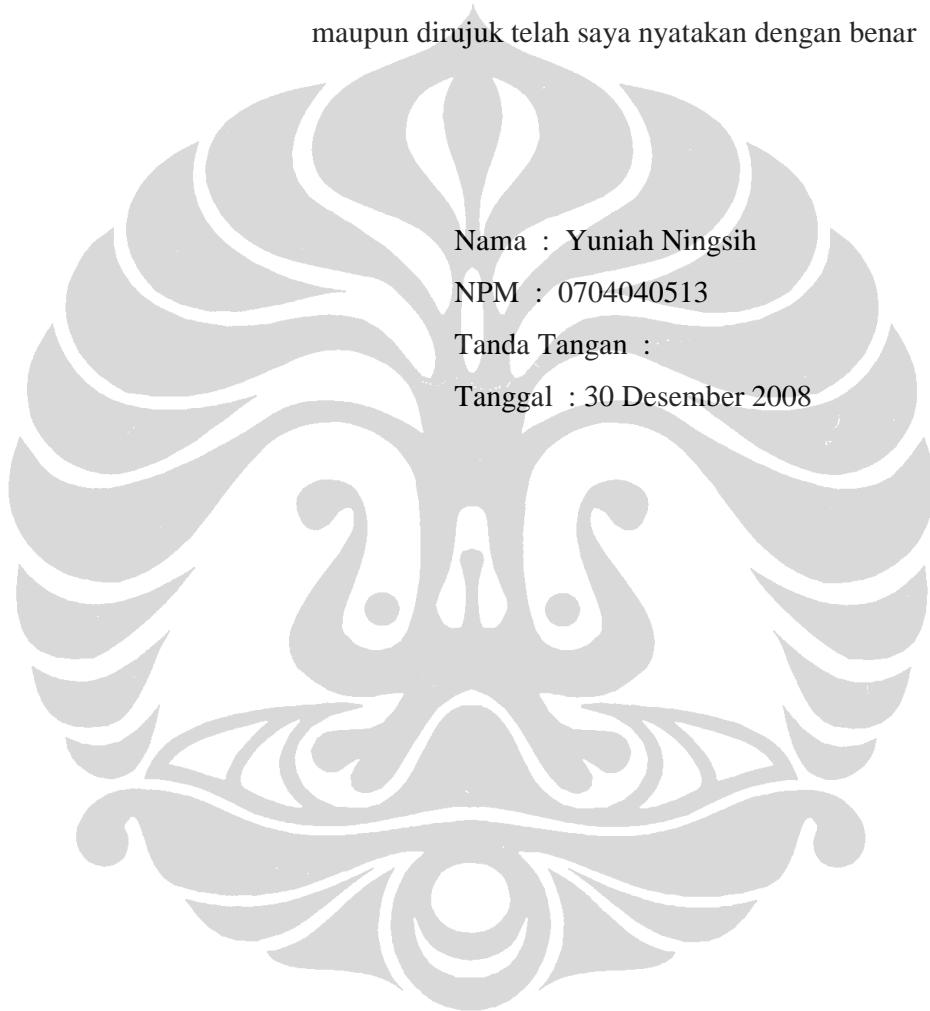 maupun dirujuk telah saya nyatakan dengan benar
Nama : Yuniah Ningsih
NPM : 0704040513
Tanda Tangan :
Tanggal : 30 Desember 2008